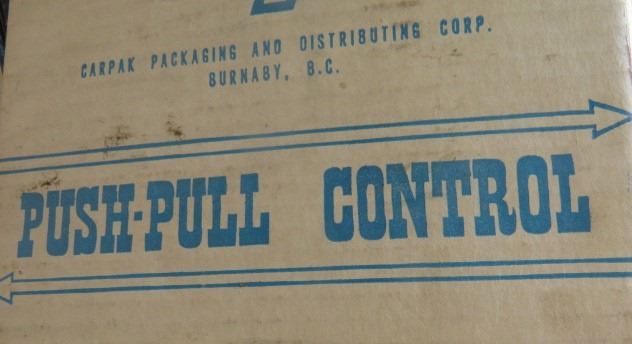 CARPAK PACKAGING AND DISTRIBUTING CORP.
BURNABY, B.C.
PUSH-PULL CONTROL